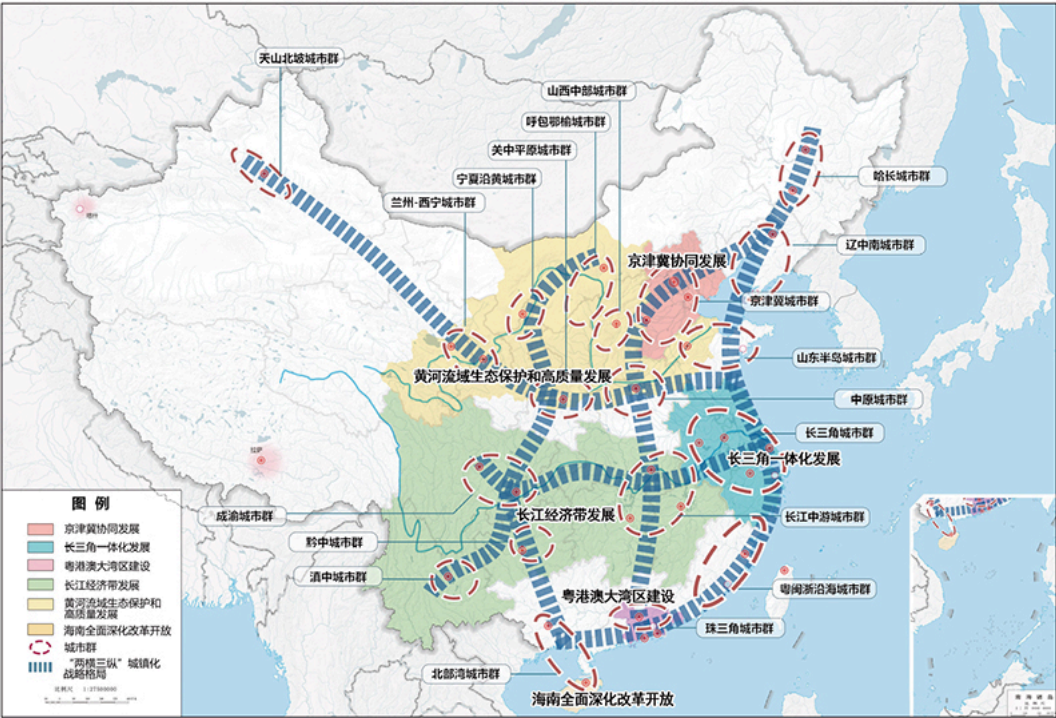 天山北坡城市群
山西中部城市群
呼包鄂榆城市群
关中平原城市群
宁夏沿黄城市群
兰州-西宁城市群
哈长城市群
辽中南城市群
京津冀协同发展
京津冀城市群
山东半岛城市群
黄河流域生态保护和高质量发展
中原城市群
长三角城市群
长三角一体化发展
拉萨
成渝城市群
长江经济带发展
长江中游城市群
黔中城市群
滇中城市群
粤闽浙沿海城市群
粤港澳大湾区建设
珠三角城市群
北部湾城市群
海南全面深化改革开放
图 例
京津冀协同发展
长三角一体化发展
粤港澳大湾区建设
长江经济带发展
黄河流域生态保护和
高质量发展
海南全面深化改革开放
城市群
“两横三纵”城镇化
战略格局